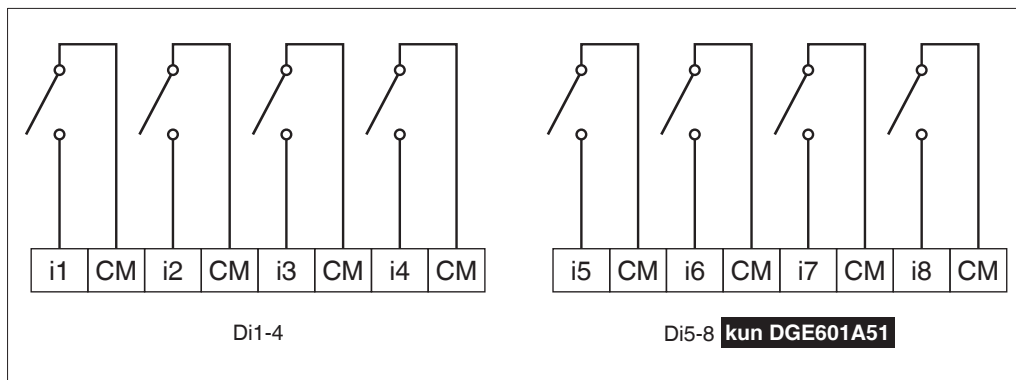 i1 CM i2 CM i3 CM i4 CM i5 CM i6 CM i7 CM i8 CM
Di1-4 Di5-8 kun DGE601A51